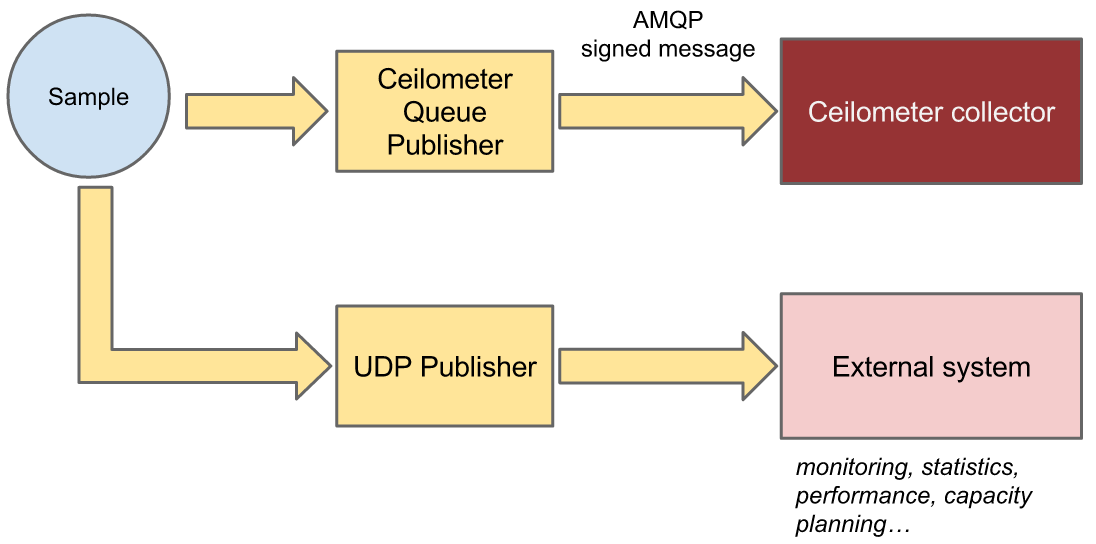 AMQP
signed message
Sample
Ceilometer
Queue
Publisher
Ceilometer collector
UDP Publisher
External system
monitoring, statistics,
performance, capacity
planning…